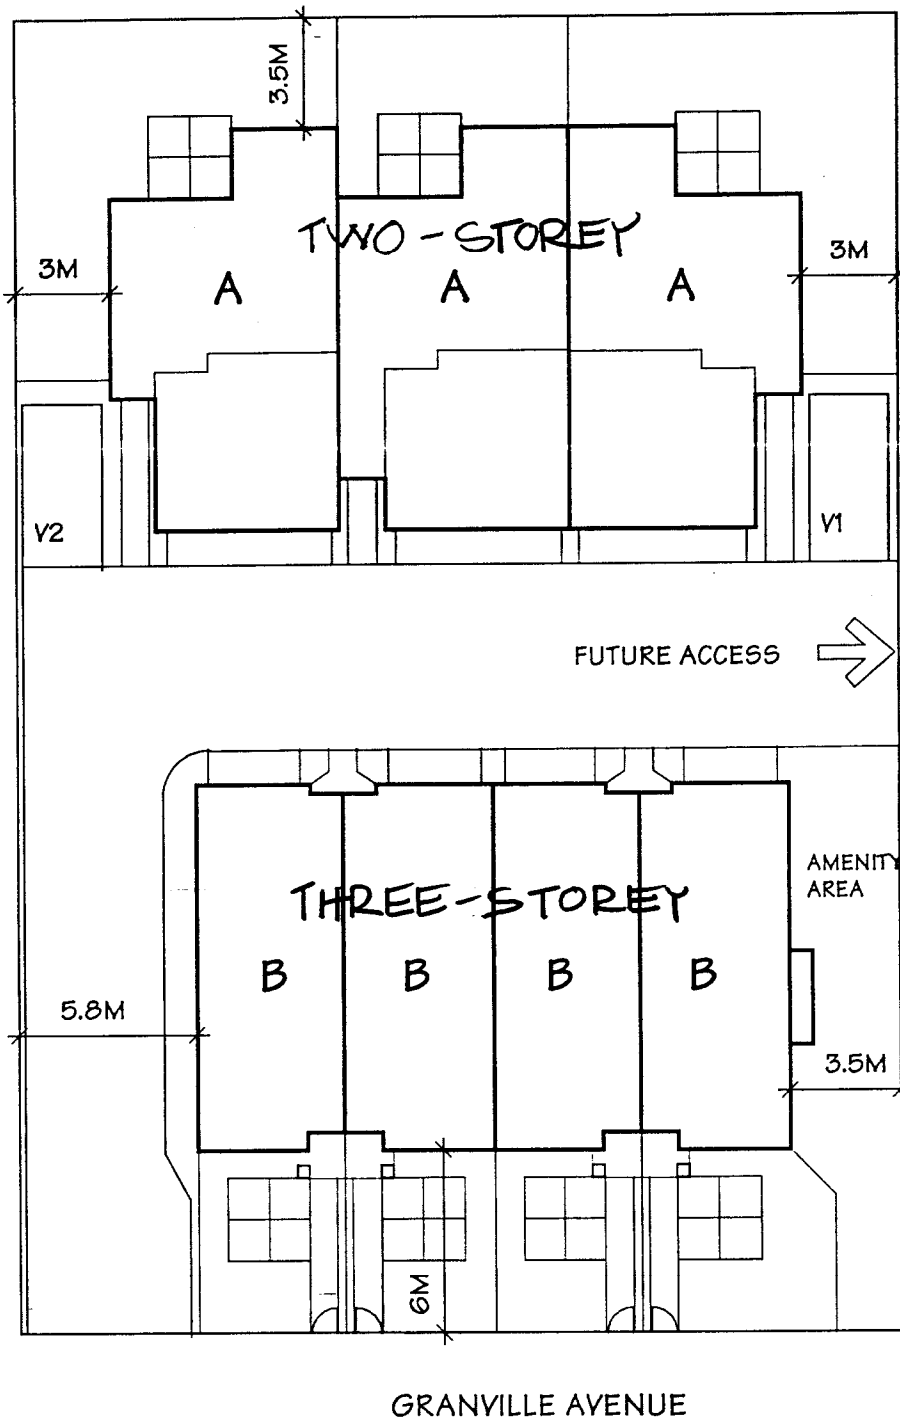 3.5M
TWO-STOREY
3M
3M
A
A
A
V2
V1
FUTURE ACCESS
AMENITY
AREA
THREE-STOREY
B
B
B
B
5.8M
3.5M
6M
GRANVILLE AVENUE